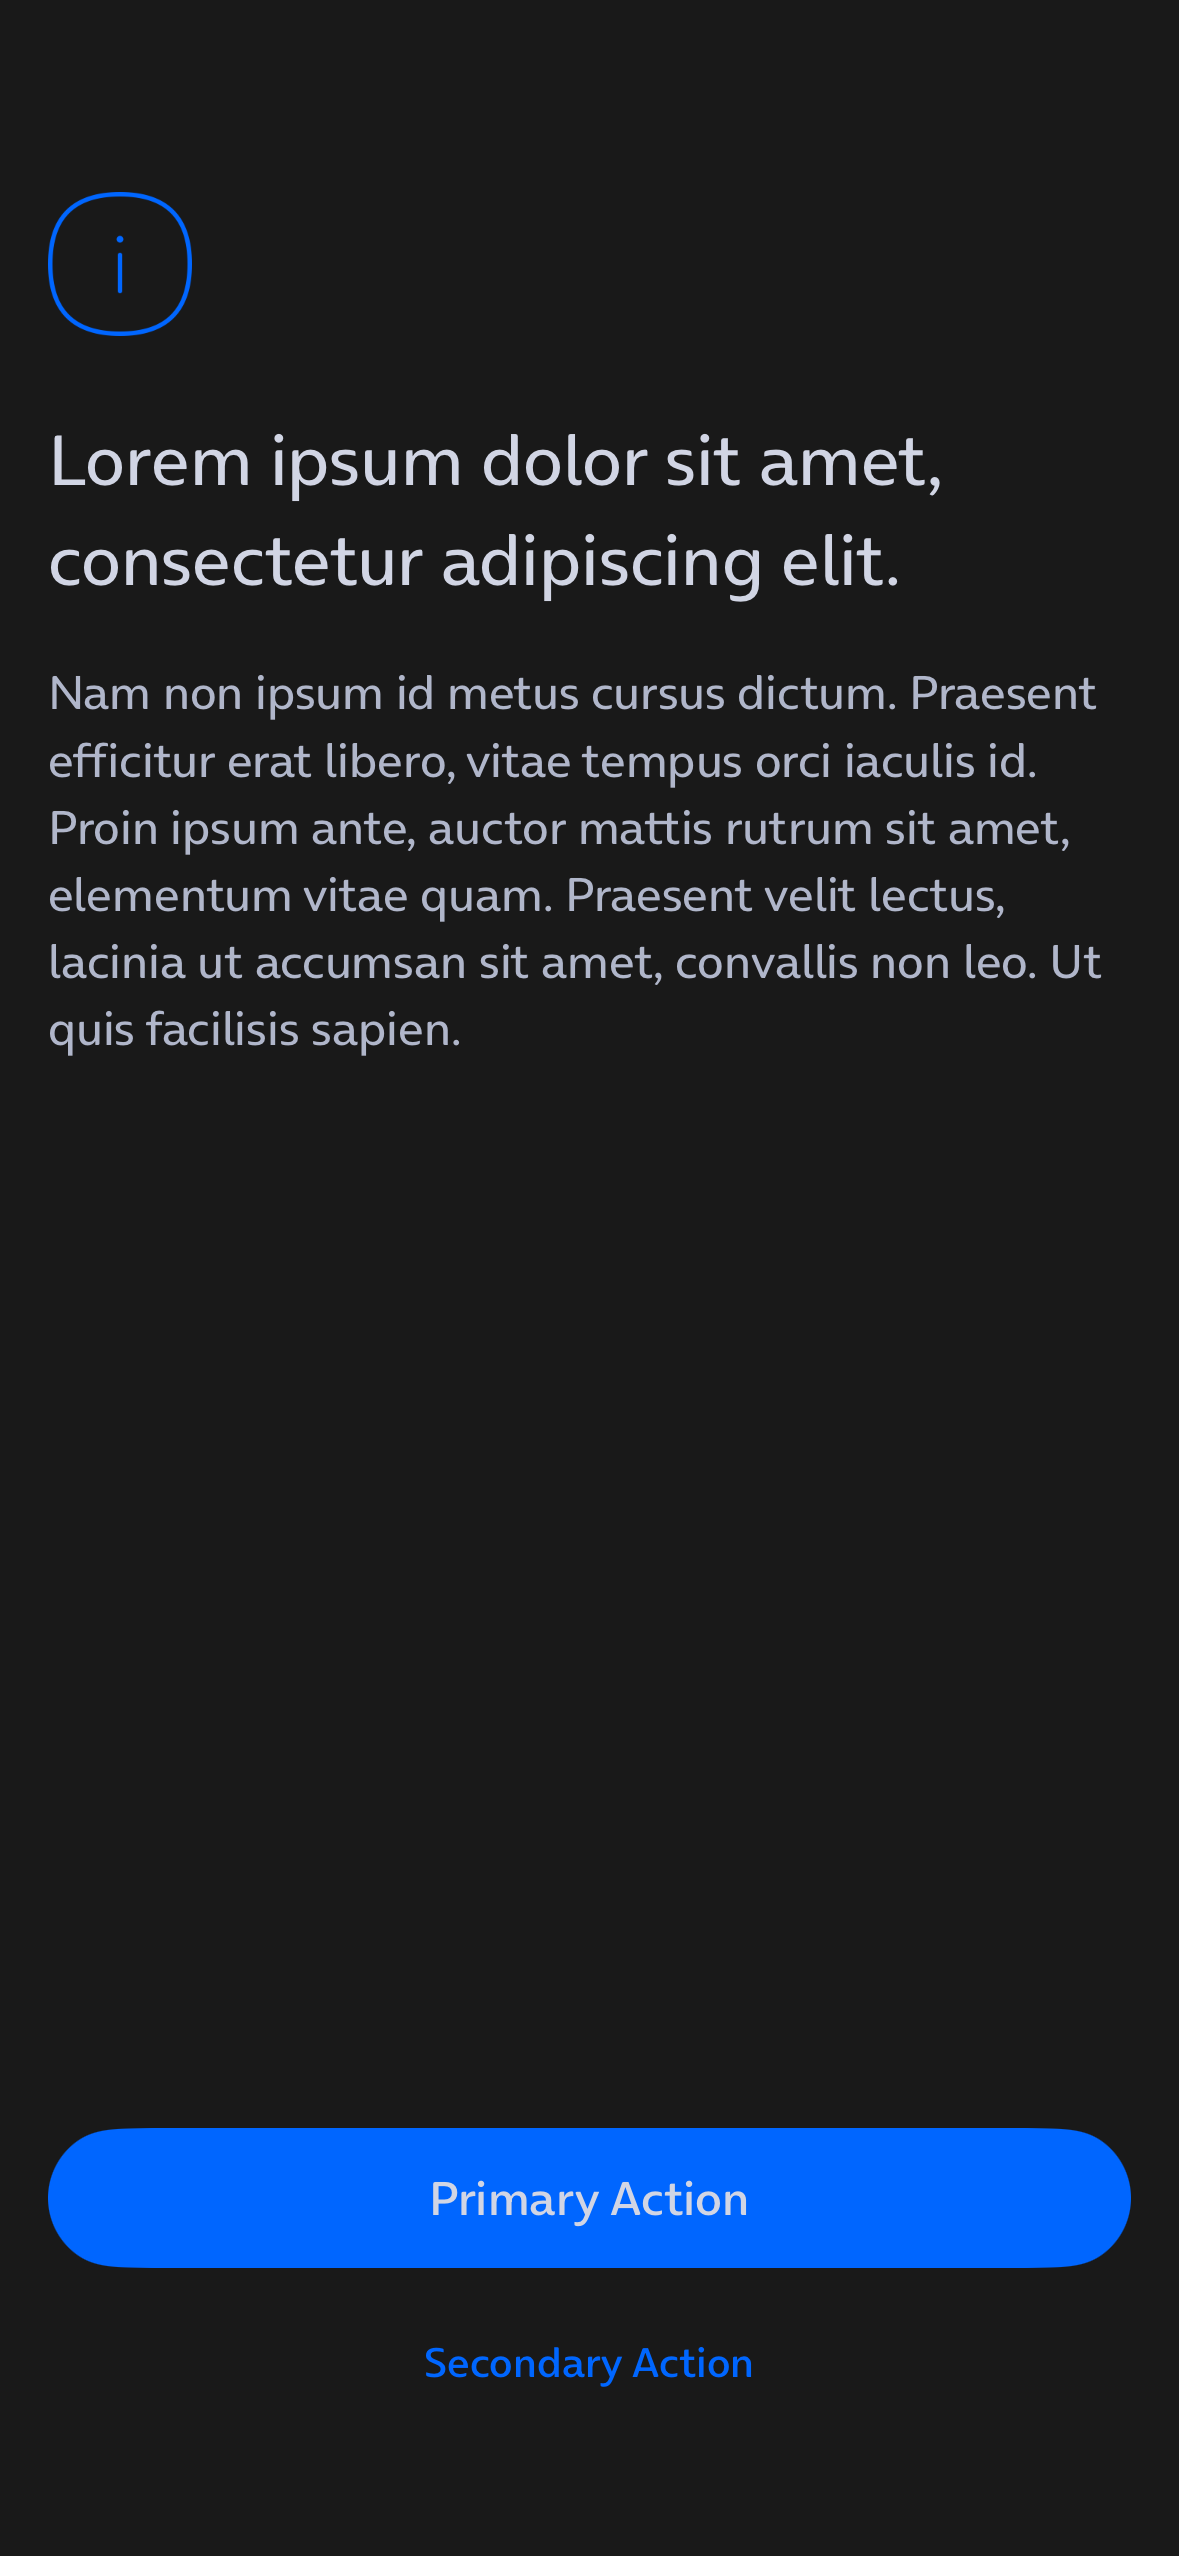 Lorem ipsum dolor sit amet,
consectetur adipiscing elit.
Nam non ipsum id metus cursus dictum. Praesent
efficitur erat libero, vitae tempus orci iaculis id.
Proin ipsum ante, auctor mattis rutrum sit amet,
elementum vitae quam. Praesent velit lectus,
lacinia ut accumsan sit amet, convallis non leo. Ut
quis facilisis sapien.
Primary Action
Secondary Action